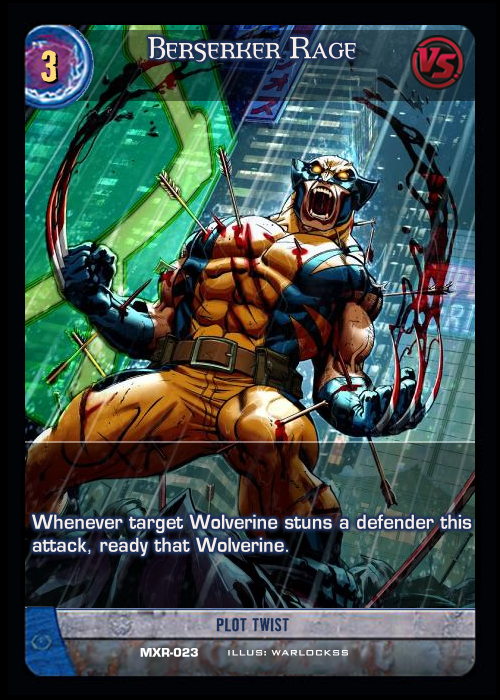 Berserker Rage
3
VS
Whenever target Wolverine stuns a defender this
attack, ready that Wolverine.
PLOT TWIST
MXR-023 ILLUS: WARLOCKSS